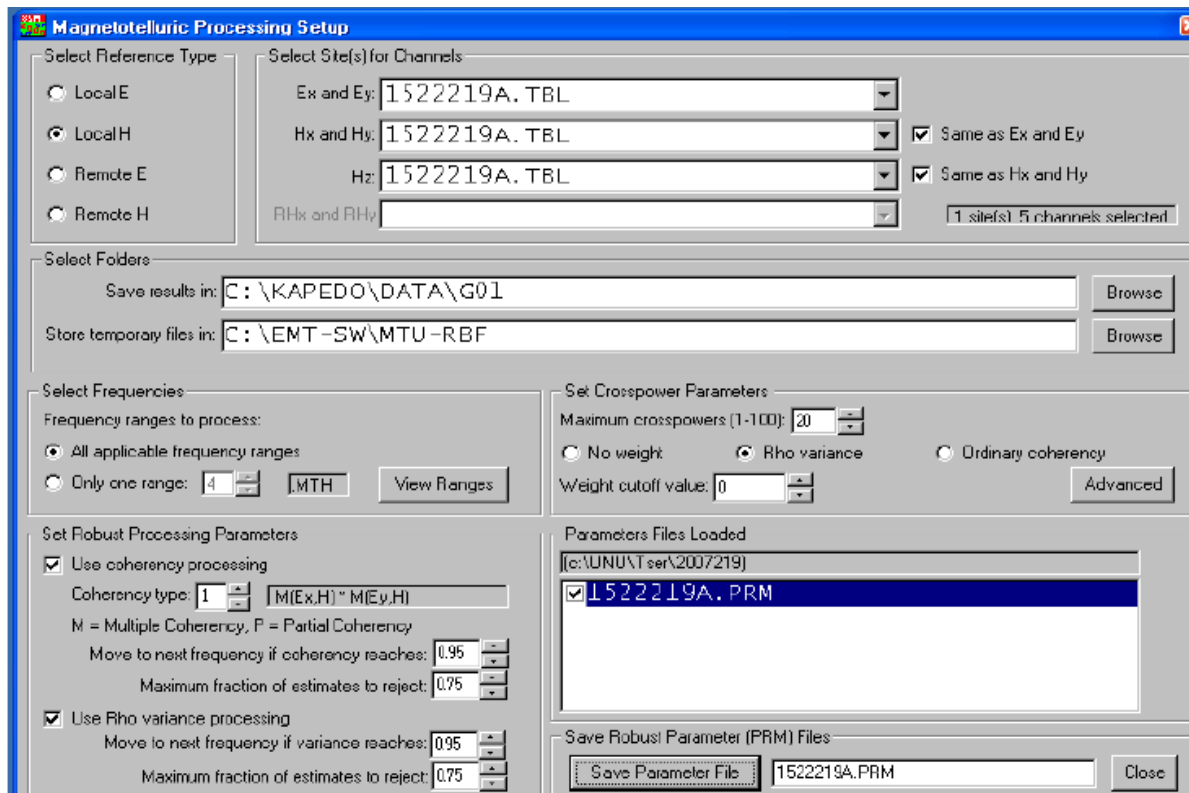 Magnetotelluric Processing Setup
Select Reference Type
Local E
Local H
Remote E
Remote H
Select Site(s) for Channels
Ex and Ey: 1522219A.TBL
Hx and Hy: 1522219A.TBL
Same as Ex and Ey
Hz: 1522219A.TBL
Same as Hx and Hy
RHx and RHy
1 site(s) 5 channels selected
Select Folders
Save results in: C:\KAPEDO\DATA\G01
Browse
Store temporary files in: C:\EMT-SW\MTU-RBF
Browse
Select Frequencies
Frequency ranges to process:
All applicable frequency ranges
Only one range: 4 .MTH View Ranges
Set Crosspower Parameters
Maximum crosspowers (1-100): 20
No weight Rho variance Ordinary coherency
Weight cutoff value: 0 Advanced
Set Robust Processing Parameters
Use coherency processing
Coherency type: 1 M(Ex,H) * M(Ey,H)
M = Multiple Coherency, P = Partial Coherency
Move to next frequency if coherency reaches: 0.95
Maximum fraction of estimates to reject: 0.75
Use Rho variance processing
Move to next frequency if variance reaches: 0.95
Maximum fraction of estimates to reject: 0.75
Parameters Files Loaded
(c:\UNU\Tser\2007219)
1522219A.PRM
Save Robust Parameter (PRM) Files
Save Parameter File 1522219A.PRM Close